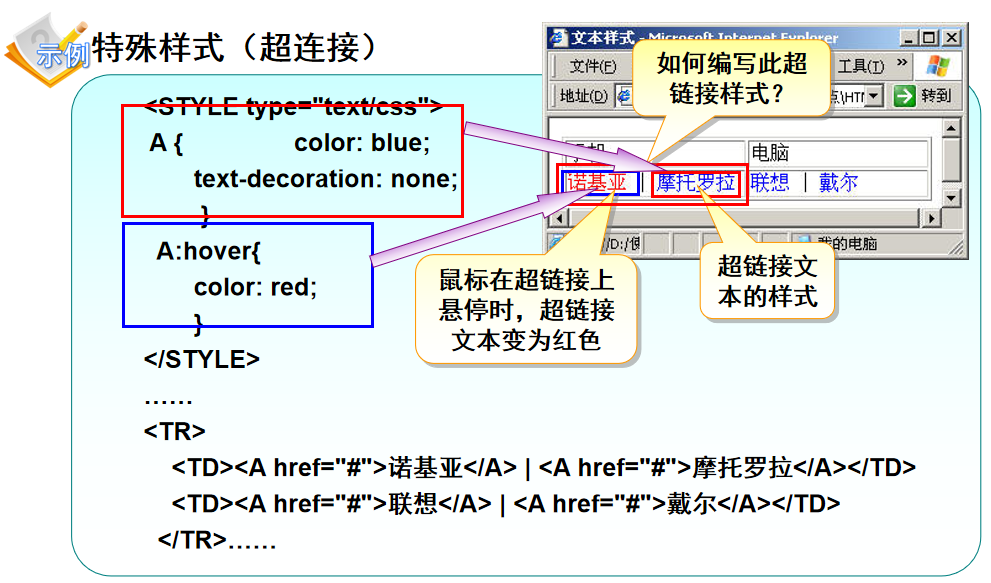 示例
特殊样式（超连接）
<STYLE type="text/css">
A { color: blue;
text-decoration: none;
}
A:hover{
color: red;
}
</STYLE>
……
<TR>
<TD><A href="#">诺基亚</A> | <A href="#">摩托罗拉</A></TD>
<TD><A href="#">联想</A> | <A href="#">戴尔</A></TD>
</TR>……
文本样式 - Microsoft Internet Explorer
文件(F)
工具(T) »
地址(D)
转到
如何编写此超
链接样式？
手机
电脑
诺基亚 | 摩托罗拉
联想 | 戴尔
我的电脑
鼠标在超链接上
悬停时，超链接
文本变为红色
超链接文
本的样式